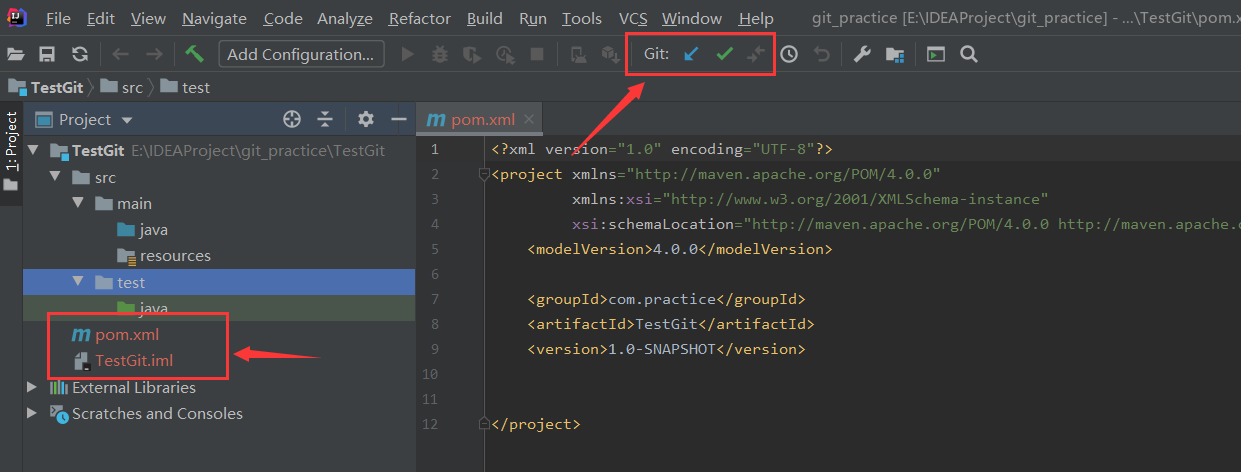 File Edit View Navigate Code Analyze Refactor Build Run Tools VCS Window Help git_practice [E:\IDEAProject\git_practice] - ...\TestGit\pom.x
Add Configuration... Git:
TestGit src test
1: Project
Project
pom.xml
TestGit E:\IDEAProject\git_practice\TestGit
src
main
java
resources
test
java
pom.xml
TestGit.iml
External Libraries
Scratches and Consoles
1 <?xml version="1.0" encoding="UTF-8"?>
2 <project xmlns="http://maven.apache.org/POM/4.0.0"
3 xmlns:xsi="http://www.w3.org/2001/XMLSchema-instance"
4 xsi:schemaLocation="http://maven.apache.org/POM/4.0.0 http://maven.apache.o
5 <modelVersion>4.0.0</modelVersion>
6
7 <groupId>com.practice</groupId>
8 <artifactId>TestGit</artifactId>
9 <version>1.0-SNAPSHOT</version>
10
11
12 </project>